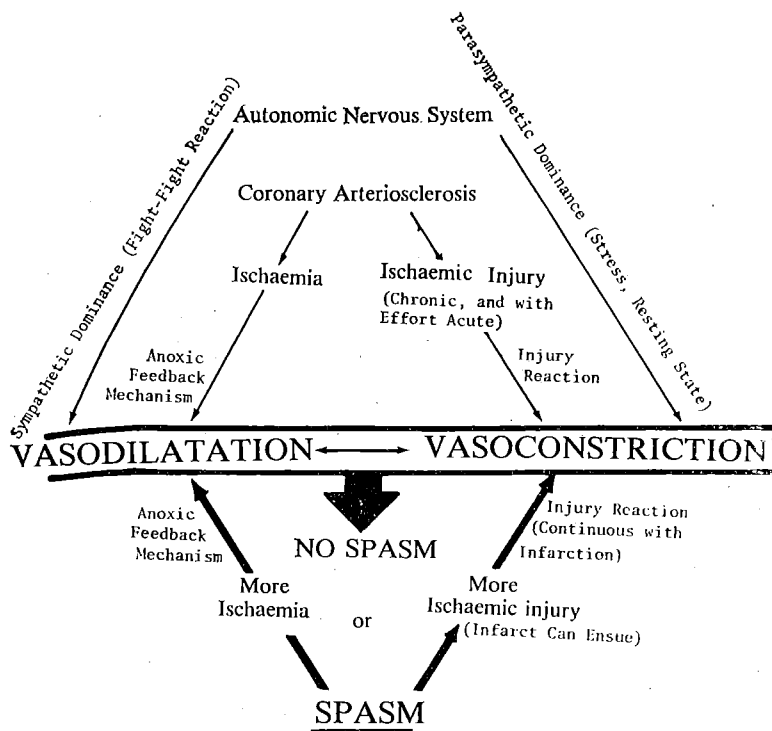 Parasympathetic Dominance (Stress, Resting State)
Sympathetic Dominance (Fight-Fight Reaction)
Autonomic Nervous System
Coronary Arteriosclerosis
Ischaemia
Ischaemic Injury
(Chronic, and with
Effort Acute)
Anoxic
Feedback
Mechanism
Injury
Reaction
VASODILATATION
VASOCONSTRICTION
Anoxic
Feedback
Mechanism
NO SPASM
Injury Reaction
(Continuous with
Infarction)
More
Ischaemia
or
More
Ischaemic injury
(Infarct Can Ensue)
SPASM